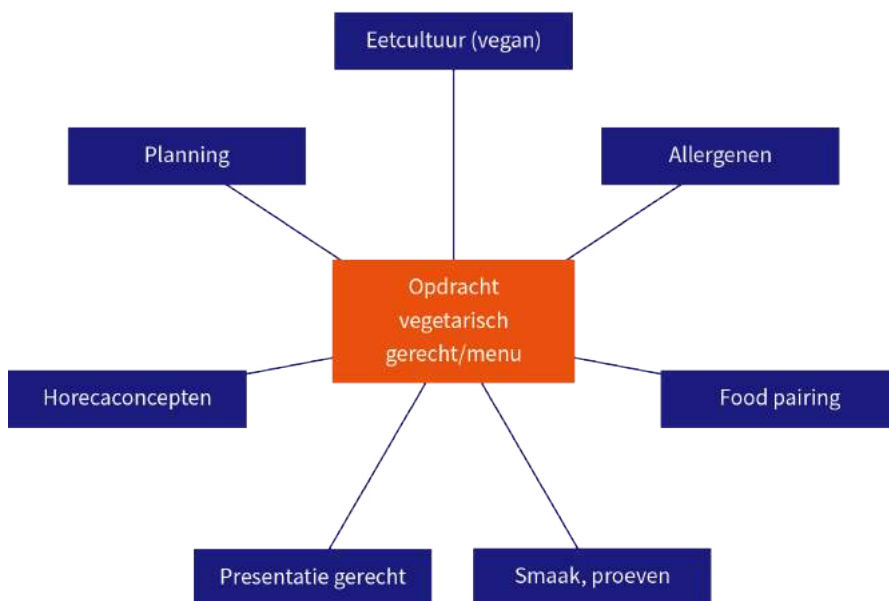 Eetcultuur (vegan)
Planning
Allergenen
Opdracht
vegetarisch
gerecht/menu
Horecaconcepten
Food pairing
Presentatie gerecht
Smaak, proeven